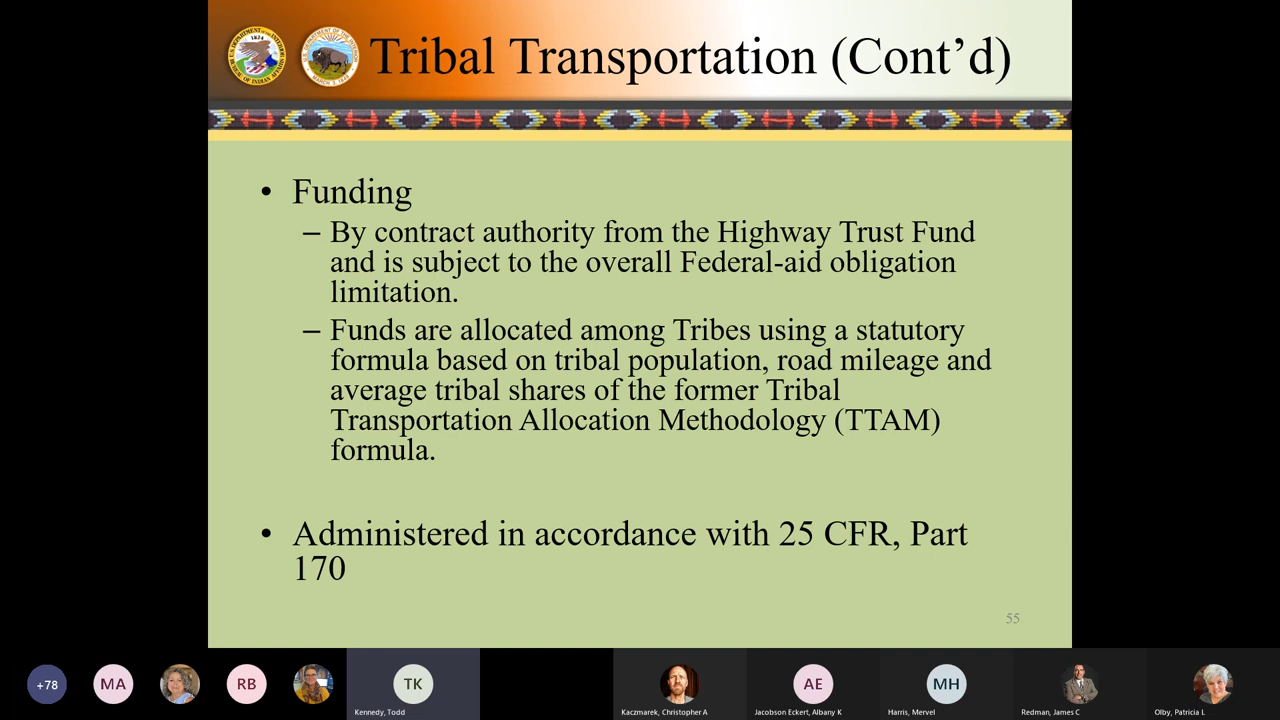 Tribal Transportation (Cont’d)
• Funding
– By contract authority from the Highway Trust Fund
and is subject to the overall Federal-aid obligation
limitation.
– Funds are allocated among Tribes using a statutory
formula based on tribal population, road mileage and
average tribal shares of the former Tribal
Transportation Allocation Methodology (TTAM)
formula.
• Administered in accordance with 25 CFR, Part
170
55
+78
MA
RB
TK
AE
MH
Kennedy, Todd
Kaczmarek, Christopher A
Jacobson Eckert, Albany K
Harris, Mervel
Redman, James C
Olby, Patricia L